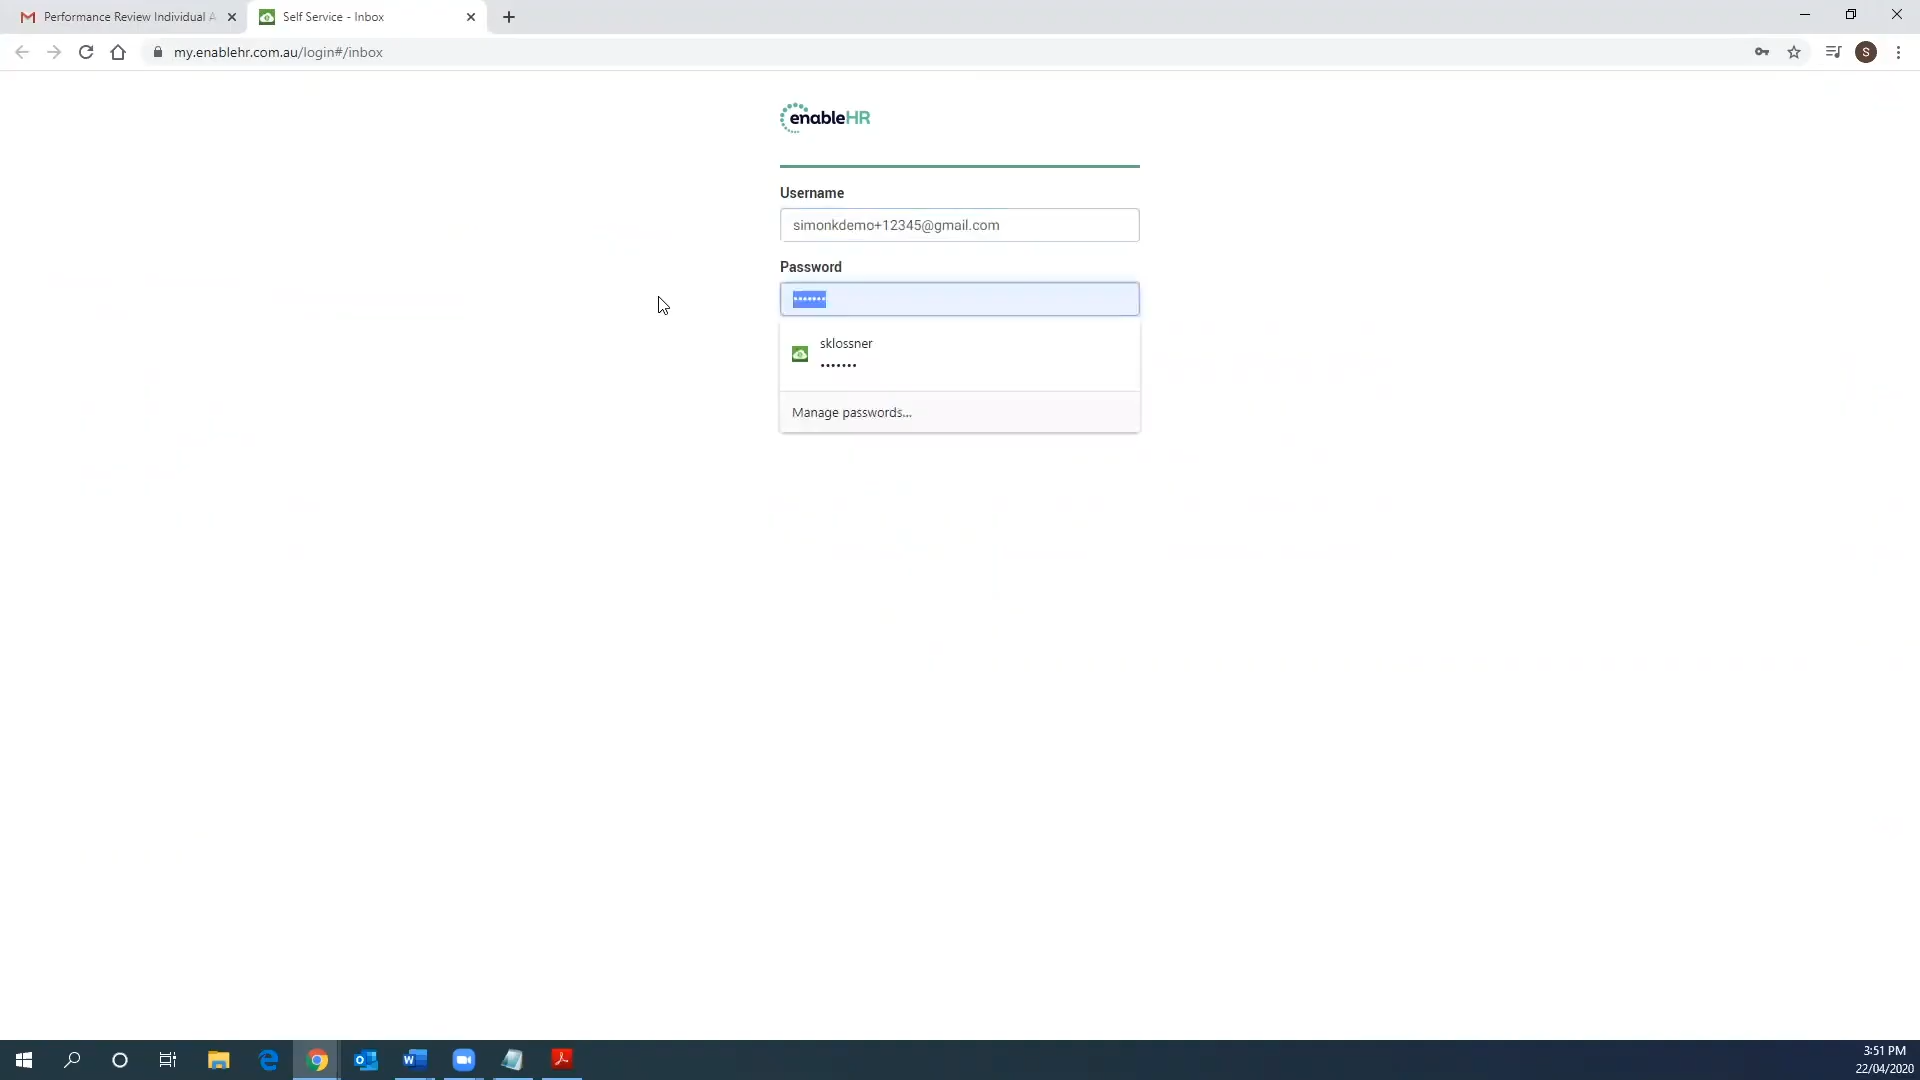 Performance Review Individual A
Self Service - Inbox
my.enablehr.com.au/login#/inbox
S
enableHR
Username
simonkdemo+12345@gmail.com
Password
•••••••
sklossner
•••••••
Manage passwords...
3:51 PM
22/04/2020